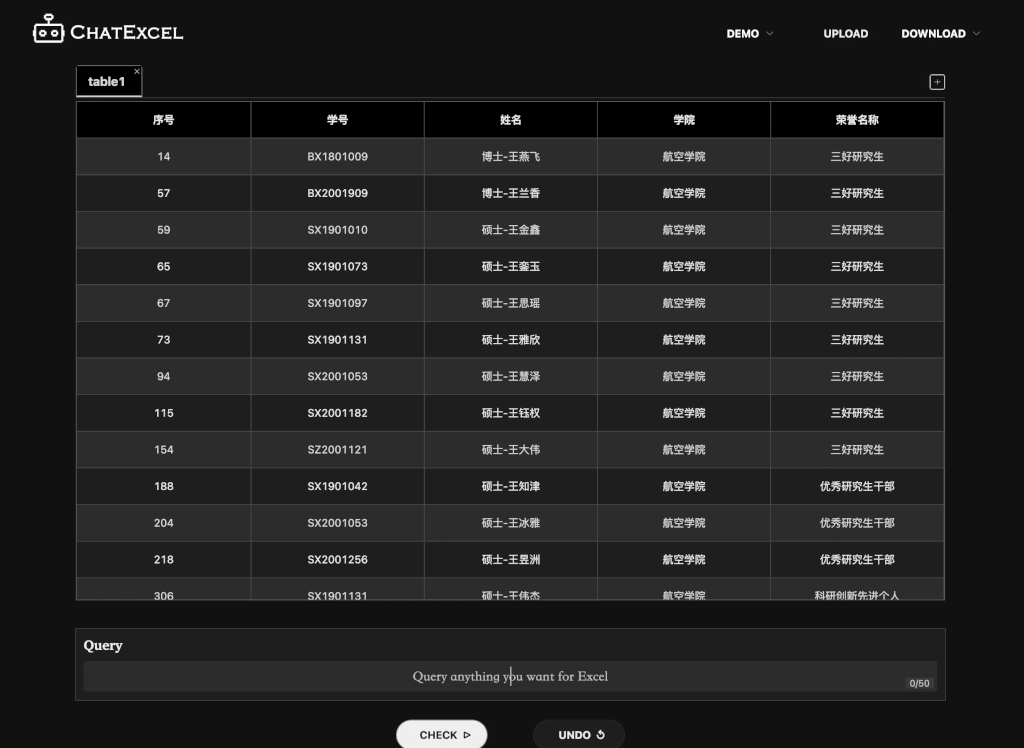 CHATEXCEL
DEMO UPLOAD DOWNLOAD
table1 ×
序号 学号 姓名 学院 荣誉名称
14 BX1801009 博士-王燕飞 航空学院 三好研究生
57 BX2001909 博士-王兰香 航空学院 三好研究生
59 SX1901010 硕士-王金鑫 航空学院 三好研究生
65 SX1901073 硕士-王銮玉 航空学院 三好研究生
67 SX1901097 硕士-王思瑶 航空学院 三好研究生
73 SX1901131 硕士-王雅欣 航空学院 三好研究生
94 SX2001053 硕士-王慧泽 航空学院 三好研究生
115 SX2001182 硕士-王钰权 航空学院 三好研究生
154 SZ2001121 硕士-王大伟 航空学院 三好研究生
188 SX1901042 硕士-王知津 航空学院 优秀研究生干部
204 SX2001053 硕士-王冰雅 航空学院 优秀研究生干部
218 SX2001256 硕士-王昱洲 航空学院 优秀研究生干部
306 SX1901131 硕士-王伟杰 航空学院 科研创新先进个人
Query
Query anything you want for Excel
0/50
CHECK UNDO